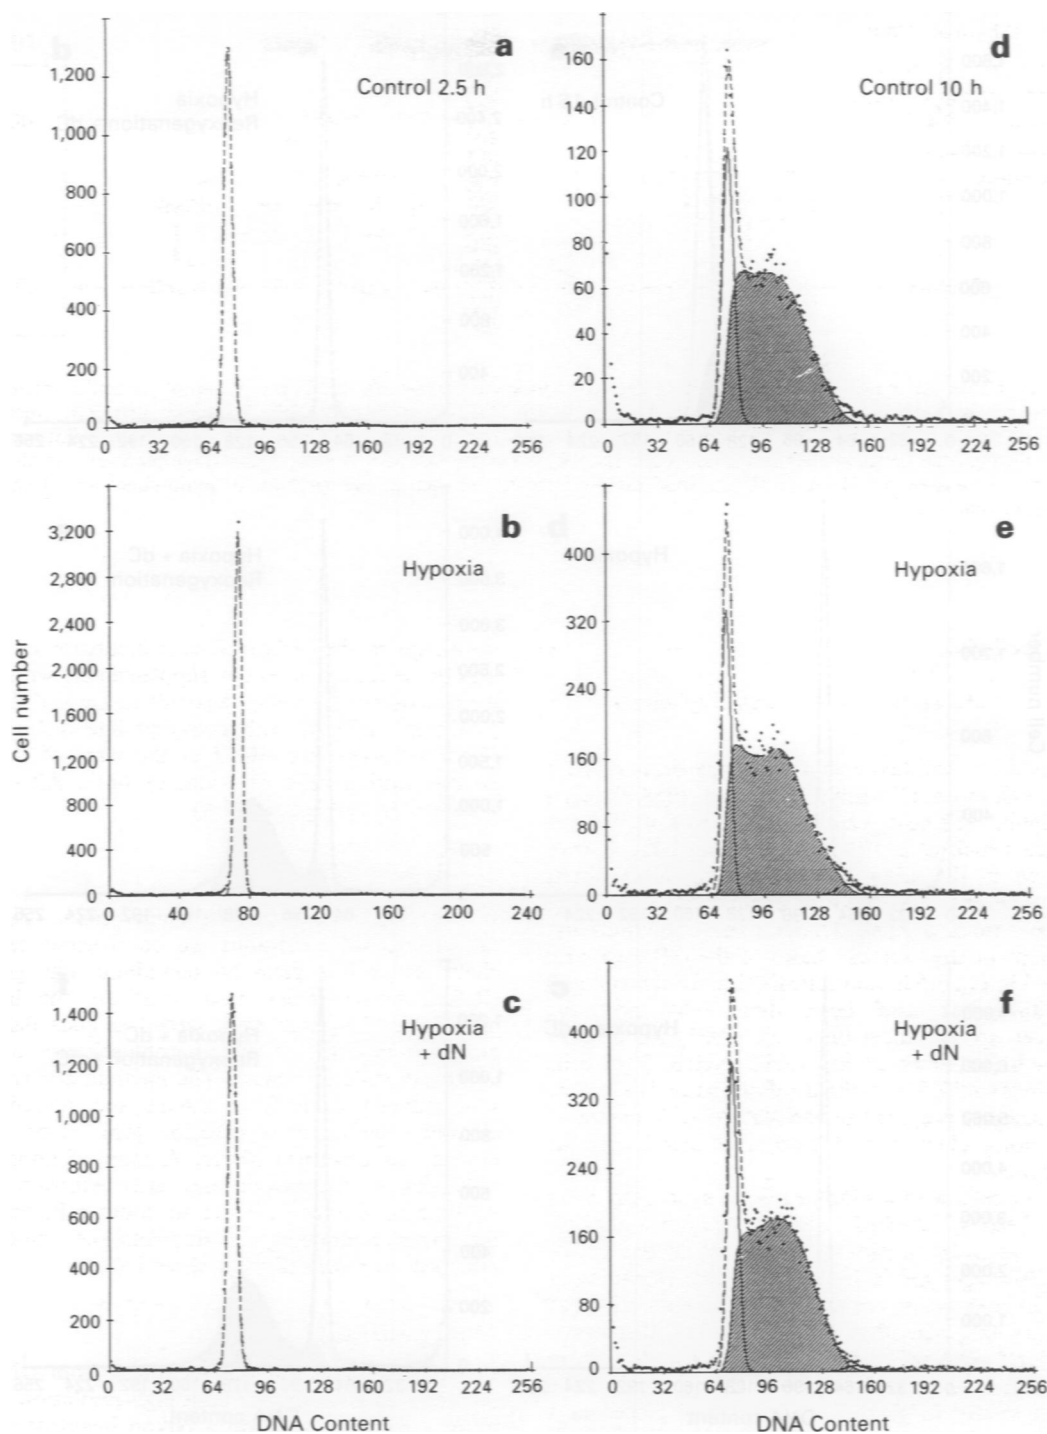 a
Control 2.5 h
1,200
1,000
800
600
400
200
0
0 32 64 96 128 160 192 224 256
d
Control 10 h
160
140
120
100
80
60
40
20
0
0 32 64 96 128 160 192 224 256
Cell number
b
Hypoxia
3,200
2,800
2,400
2,000
1,600
1,200
800
400
0
0 40 80 120 160 200 240
e
Hypoxia
400
320
240
160
80
0
0 32 64 96 128 160 192 224 256
c
Hypoxia
+ dN
1,400
1,200
1,000
800
600
400
200
0
0 32 64 96 128 160 192 224 256
DNA Content
f
Hypoxia
+ dN
400
320
240
160
80
0
0 32 64 96 128 160 192 224 256
DNA Content